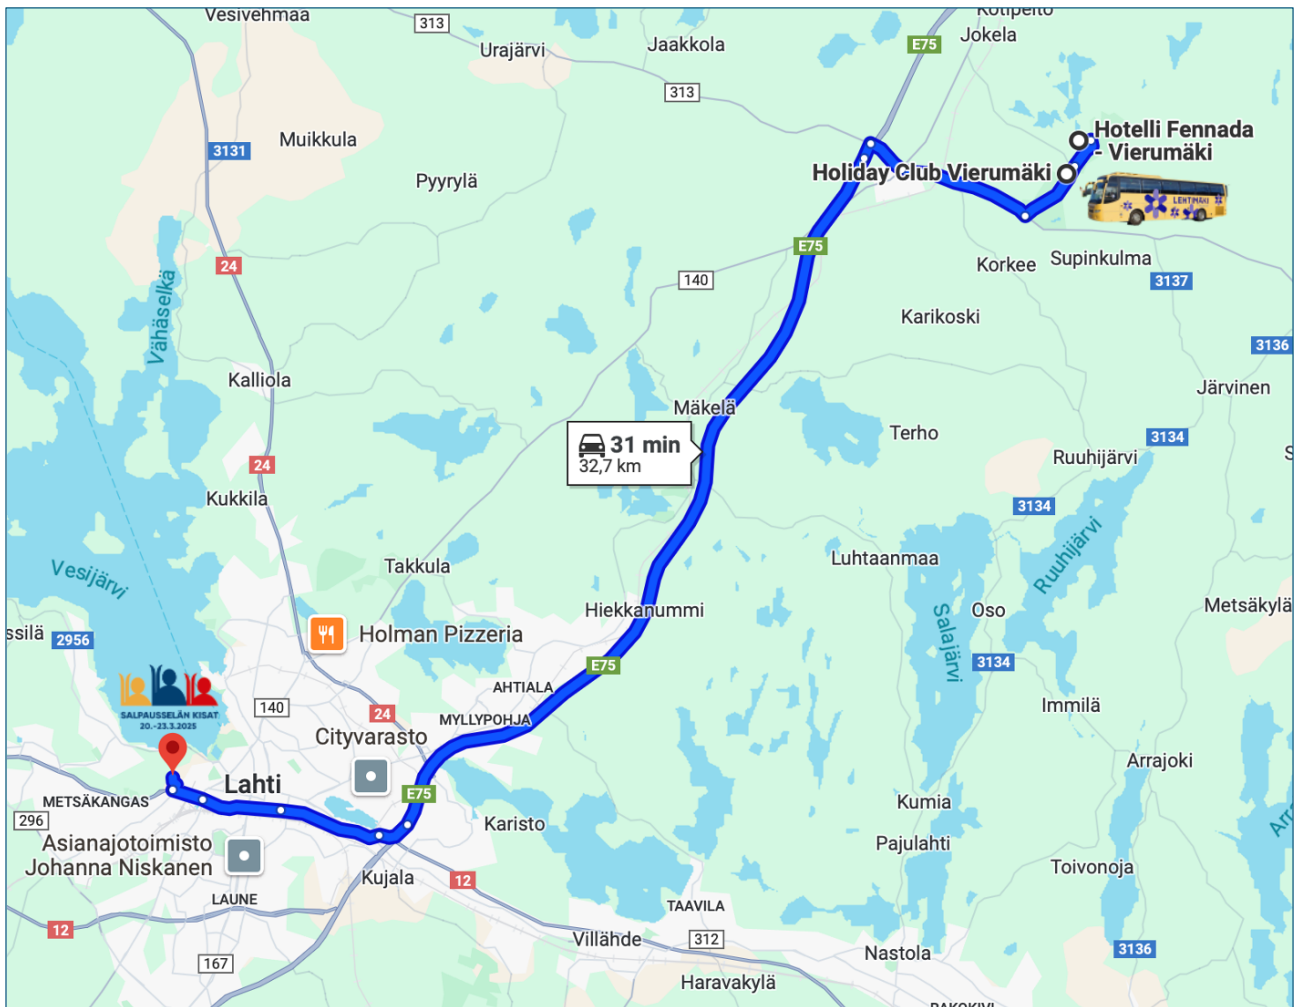 Vesivehmaa
313
Kotipelto
Jokela
E75
Urajärvi
Jaakkola
313
3131
Muikkula
Pyyrylä
Hotelli Fennada
- Vierumäki
Holiday Club Vierumäki
LEHTIMÄKI
Vähäselkä
24
E75
140
Korkee
Supinkulma
3137
Karikoski
3136
Kalliola
Järvinen
Mäkelä
31 min
32,7 km
Terho
3134
Ruuhijärvi
24
Kukkila
3134
Ruuhijärvi
Luhtaanmaa
Vesijärvi
Takkula
Hiekkanummi
Oso
Metsäkylä
Salajärvi
ssilä
2956
Holman Pizzeria
E75
3134
AHTIALA
SALPAUSSELÄN KISAT
20.-23.3.2025
140
24
MYLLYPOHJA
Immilä
Cityvarasto
Arrajoki
Lahti
E75
METSÄKANGAS
296
Karisto
Kumia
Arra
Asianajotoimisto
Johanna Niskanen
Pajulahti
Toivonoja
Kujala
12
LAUNE
TAAVILA
12
Villähde
312
Nastola
3136
167
Haravakylä
RAKOKIVI